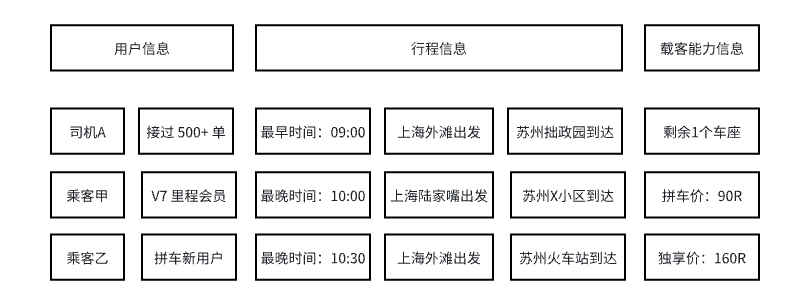 用户信息 行程信息 载客能力信息
司机A 接过 500+ 单 最早时间：09:00 上海外滩出发 苏州拙政园到达 剩余1个车座
乘客甲 V7 里程会员 最晚时间：10:00 上海陆家嘴出发 苏州X小区到达 拼车价：90R
乘客乙 拼车新用户 最晚时间：10:30 上海外滩出发 苏州火车站到达 独享价：160R